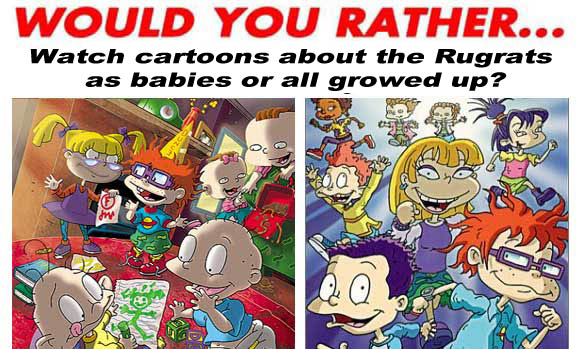 WOULD YOU RATHER...
Watch cartoons about the Rugrats
as babies or all growed up?
F